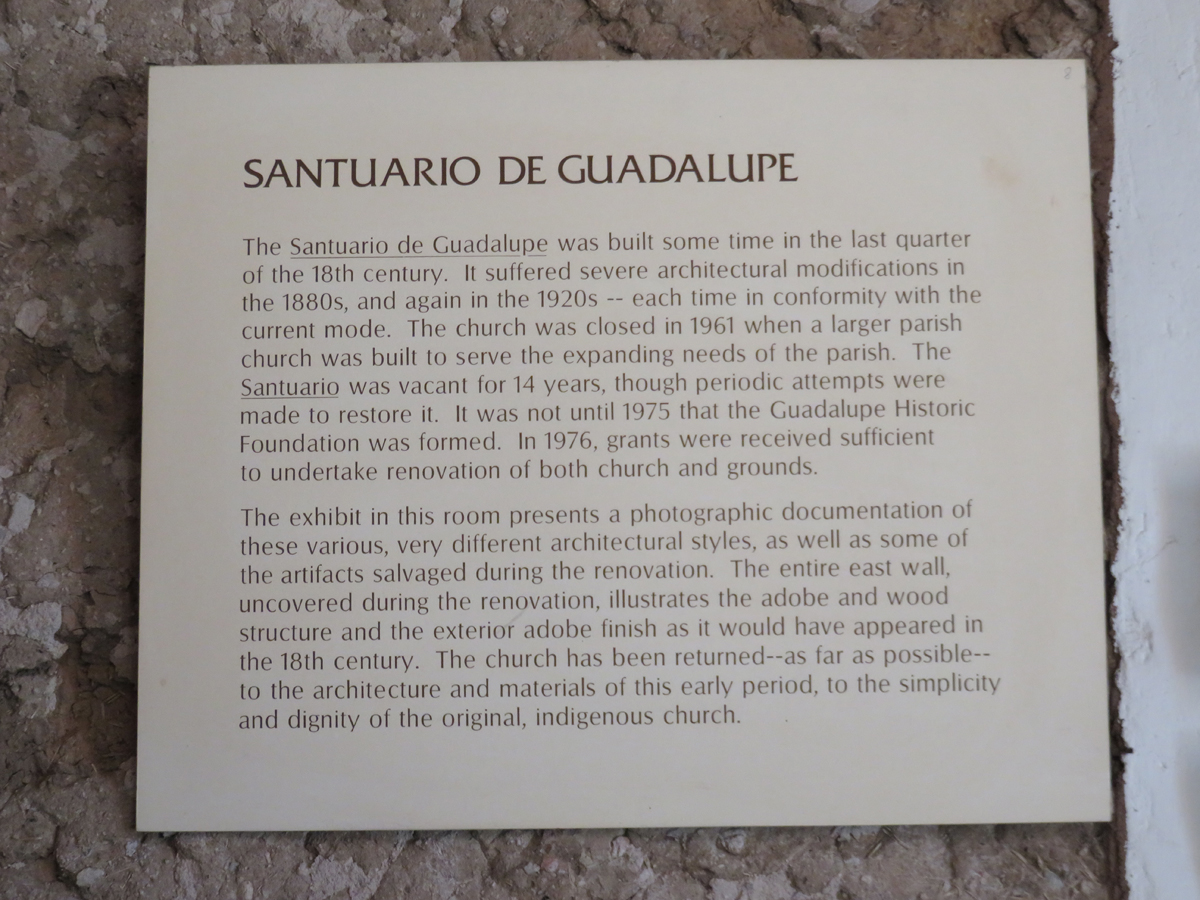 8
SANTUARIO DE GUADALUPE
The Santuario de Guadalupe was built some time in the last quarter
of the 18th century. It suffered severe architectural modifications in
the 1880s, and again in the 1920s -- each time in conformity with the
current mode. The church was closed in 1961 when a larger parish
church was built to serve the expanding needs of the parish. The
Santuario was vacant for 14 years, though periodic attempts were
made to restore it. It was not until 1975 that the Guadalupe Historic
Foundation was formed. In 1976, grants were received sufficient
to undertake renovation of both church and grounds.
The exhibit in this room presents a photographic documentation of
these various, very different architectural styles, as well as some of
the artifacts salvaged during the renovation. The entire east wall,
uncovered during the renovation, illustrates the adobe and wood
structure and the exterior adobe finish as it would have appeared in
the 18th century. The church has been returned--as far as possible--
to the architecture and materials of this early period, to the simplicity
and dignity of the original, indigenous church.